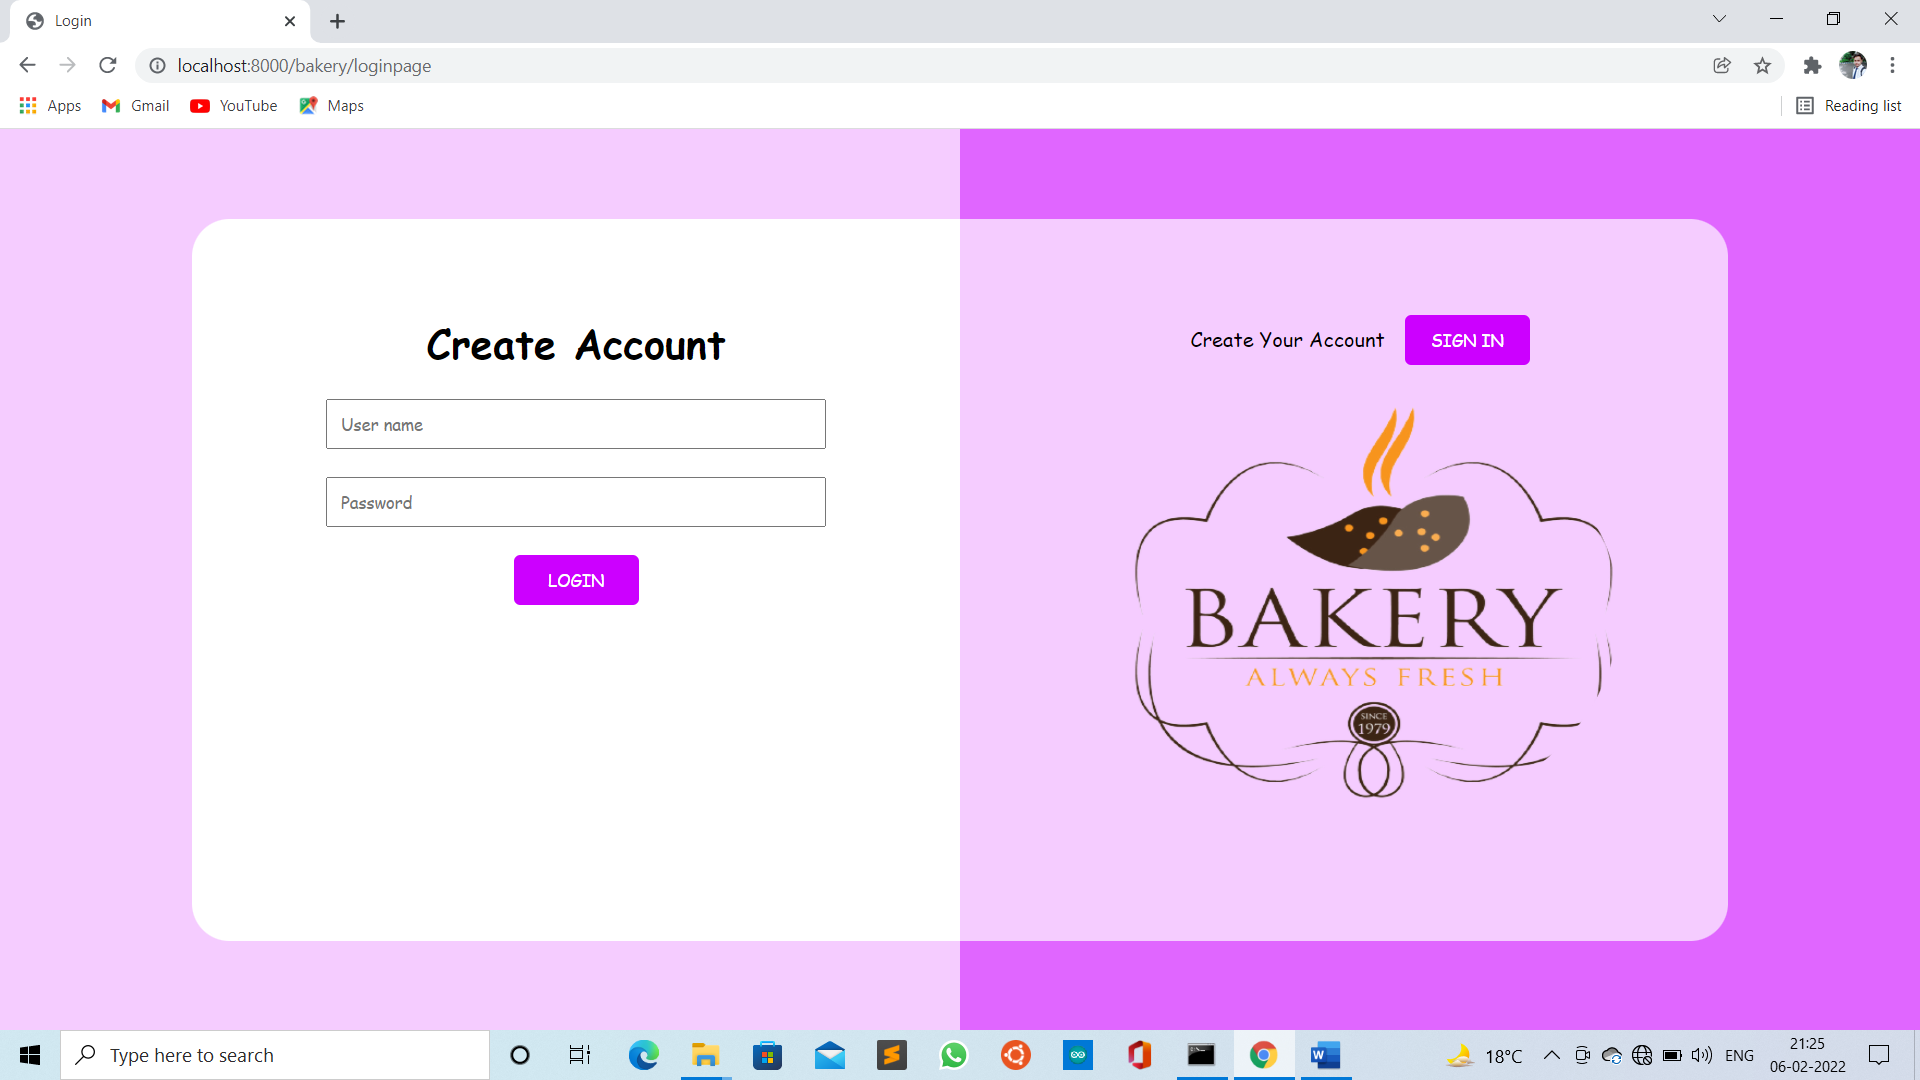 Login
localhost:8000/bakery/loginpage
Apps
Gmail
YouTube
Maps
Reading list
Create Account
User name
Password
LOGIN
Create Your Account
SIGN IN
BAKERY
ALWAYS FRESH
SINCE
1979
Type here to search
18°C
ENG
21:25
06-02-2022